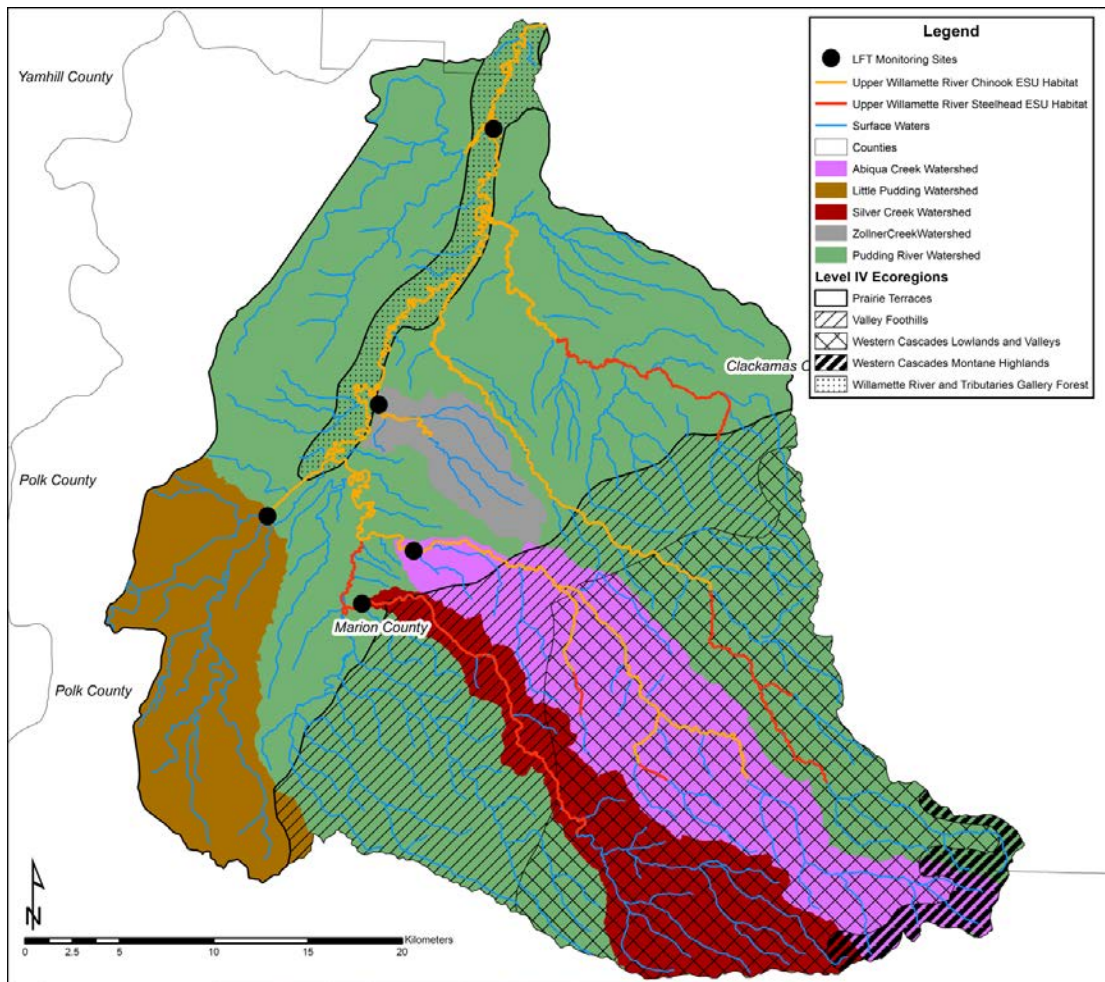 Yamhill County
Polk County
Polk County
Marion County
Clackamas C
Legend
LFT Monitoring Sites
Upper Willamette River Chinook ESU Habitat
Upper Willamette River Steelhead ESU Habitat
Surface Waters
Counties
Abiqua Creek Watershed
Little Pudding Watershed
Silver Creek Watershed
ZollnerCreekWatershed
Pudding River Watershed
Level IV Ecoregions
Prairie Terraces
Valley Foothills
Western Cascades Lowlands and Valleys
Western Cascades Montane Highlands
Willamette River and Tributaries Gallery Forest
N
Kilometers
0 2.5 5 10 15 20